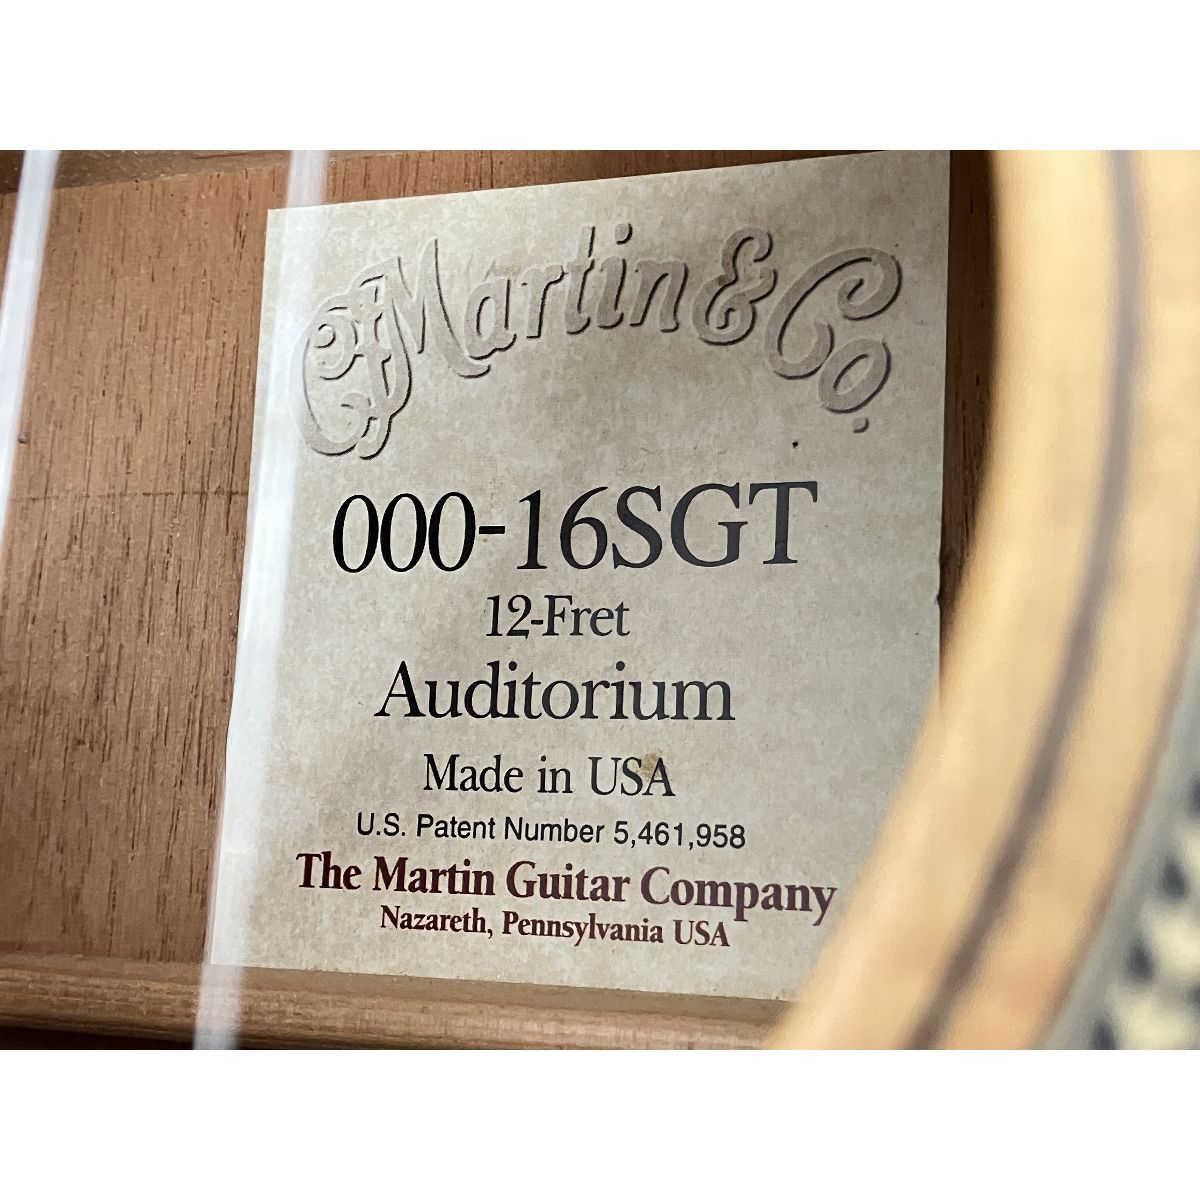 CF Martin & Co.
000-16SGT
12-Fret
Auditorium
Made in USA
U.S. Patent Number 5,461,958
The Martin Guitar Company
Nazareth, Pennsylvania USA